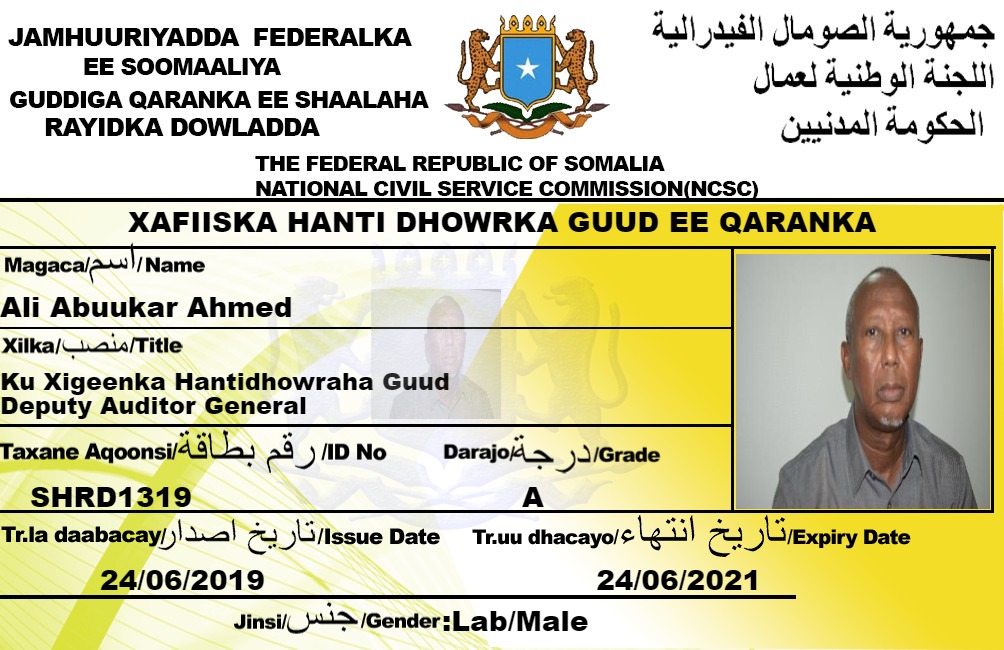 JAMHUURIYADDA FEDERALKA
EE SOOMAALIYA
GUDDIGA QARANKA EE SHAALAHA
RAYIDKA DOWLADDA
جمهورية الصومال الفيدرالية
اللجنة الوطنية لعمال
الحكومة المدنيين
THE FEDERAL REPUBLIC OF SOMALIA
NATIONAL CIVIL SERVICE COMMISSION(NCSC)
XAFIISKA HANTI DHOWRKA GUUD EE QARANKA
Magaca/اسم/Name
Ali Abuukar Ahmed
Xilka/منصب/Title
Ku Xigeenka Hantidhowraha Guud
Deputy Auditor General
Taxane Aqoonsi/رقم بطاقة/ID No Darajo/درجة/Grade
SHRD1319 A
Tr.la daabacay/تاريخ اصدار/Issue Date Tr.uu dhacayo/تاريخ انتهاء/Expiry Date
24/06/2019 24/06/2021
Jinsi/جنس/Gender:Lab/Male